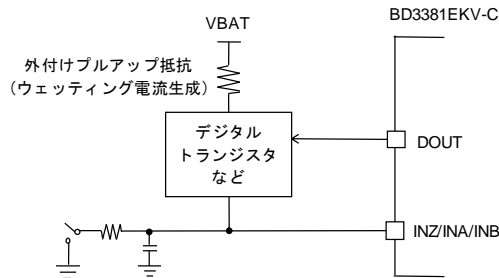 BD3381EKV-C
VBAT
外付けプルアップ抵抗
(ウェッティング電流生成)
デジタル
トランジスタ
など
DOUT
INZ/INA/INB